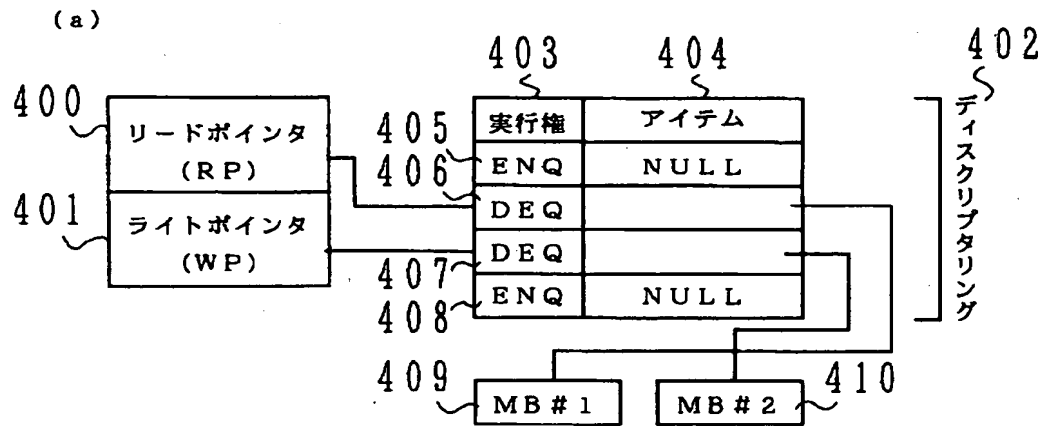 (a)
403 404 402
400
401
リードポインタ
(RP)
ライトポインタ
(WP)
実行権 アイテム
405 ENQ NULL
406 DEQ
407 DEQ
408 ENQ NULL
ディスクリプタリング
409 MB#1
MB#2 410